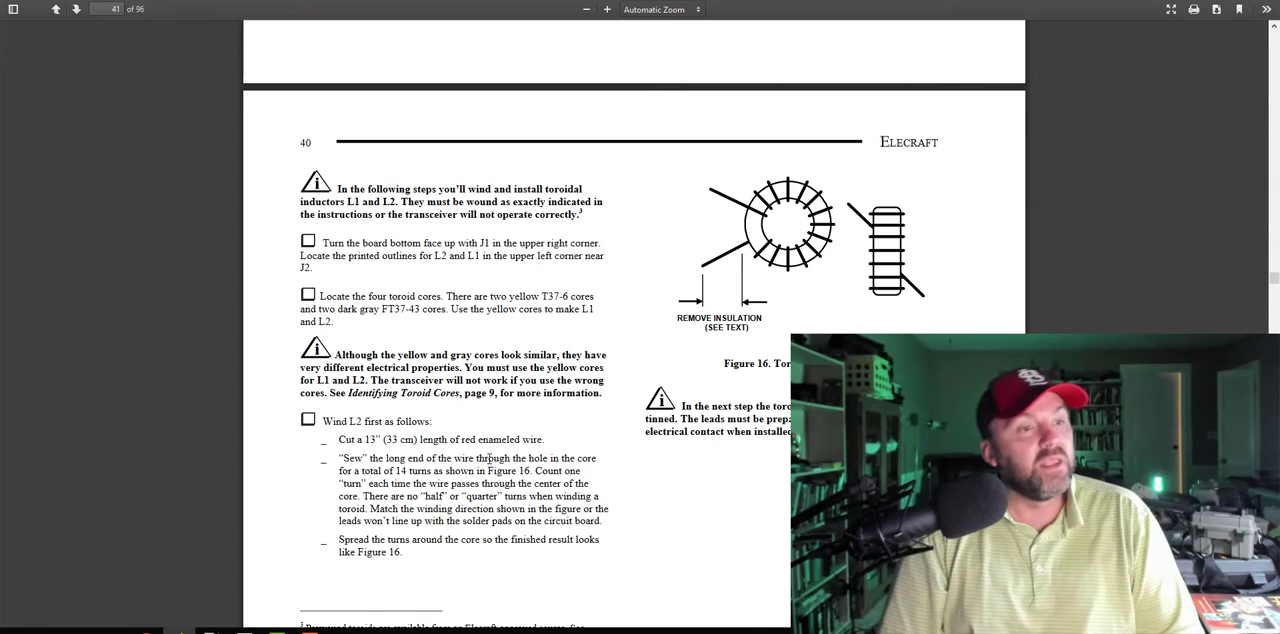 41
of 96
Automatic Zoom
40
ELECRAFT
In the following steps you'll wind and install toroidal
inductors L1 and L2. They must be wound as exactly indicated in
the instructions or the transceiver will not operate correctly.3
Turn the board bottom face up with J1 in the upper right corner.
Locate the printed outlines for L2 and L1 in the upper left corner near
J2.
Locate the four toroid cores. There are two yellow T37-6 cores
and two dark gray FT37-43 cores. Use the yellow cores to make L1
and L2.
Although the yellow and gray cores look similar, they have
very different electrical properties. You must use the yellow cores
for L1 and L2. The transceiver will not work if you use the wrong
cores. See Identifying Toroid Cores, page 9, for more information.
Wind L2 first as follows:
_ Cut a 13" (33 cm) length of red enameled wire.
_ "Sew" the long end of the wire through the hole in the core
for a total of 14 turns as shown in Figure 16. Count one
"turn" each time the wire passes through the center of the
core. There are no "half" or "quarter" turns when winding a
toroid. Match the winding direction shown in the figure or the
leads won't line up with the solder pads on the circuit board.
_ Spread the turns around the core so the finished result looks
like Figure 16.
3
REMOVE INSULATION
(SEE TEXT)
Figure 16. Tor
In the next step the toro
tinned. The leads must be prepa
electrical contact when installed